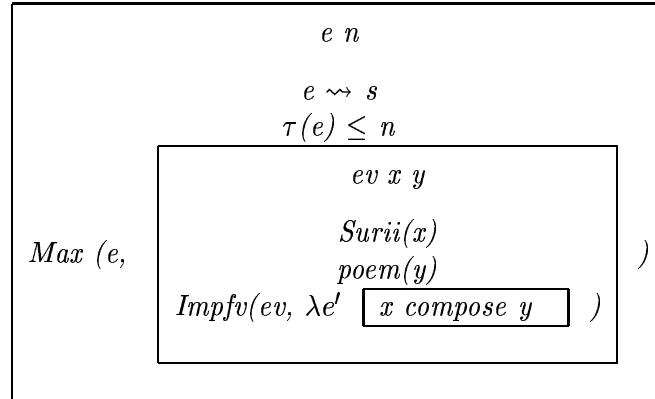 e n
e ⇝ s
τ(e) ≤ n
ev x y
Surii(x)
Max (e, poem(y) )
Impfv(ev, λe′ x compose y )